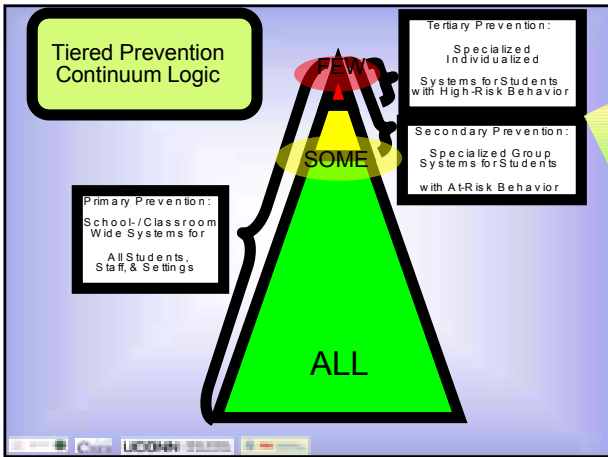 Tiered Prevention
Continuum Logic
FEW
Tertiary Prevention:
Specialized
Individualized
Systems for Students
with High-Risk Behavior
SOME
Secondary Prevention:
Specialized Group
Systems for Students
with At-Risk Behavior
Primary Prevention:
School-/Classroom
Wide Systems for
All Students,
Staff, & Settings
ALL
UCONN